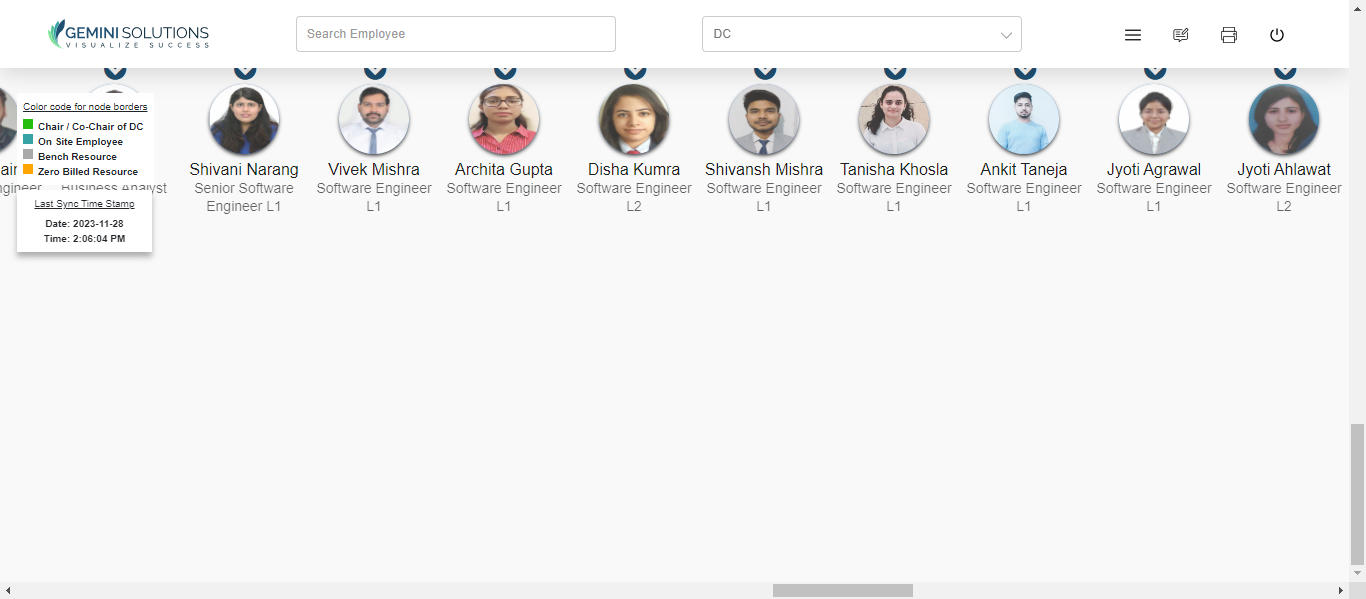 GEMINI SOLUTIONS
VISUALIZE SUCCESS
Search Employee
DC
Color code for node borders
Chair / Co-Chair of DC
On Site Employee
Bench Resource
Zero Billed Resource
Last Sync Time Stamp
Date: 2023-11-28
Time: 2:06:04 PM
Business Analyst
Shivani Narang
Senior Software
Engineer L1
Vivek Mishra
Software Engineer
L1
Archita Gupta
Software Engineer
L1
Disha Kumra
Software Engineer
L2
Shivansh Mishra
Software Engineer
L1
Tanisha Khosla
Software Engineer
L1
Ankit Taneja
Software Engineer
L1
Jyoti Agrawal
Software Engineer
L1
Jyoti Ahlawat
Software Engineer
L2